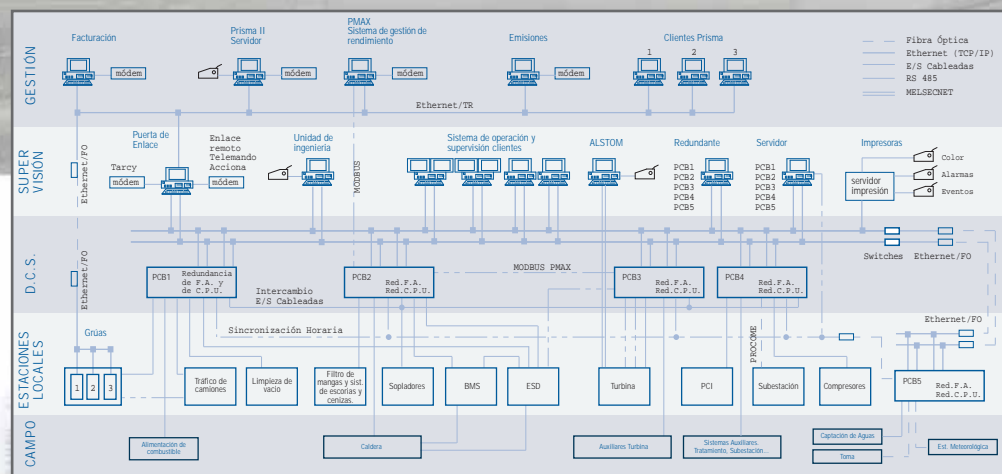 GESTIÓN
Facturación
módem
Prisma II
Servidor
módem
PMAX
Sistema de gestión de
rendimiento
módem
Emisiones
módem
Clientes Prisma
1 2 3
Fibra Óptica
Ethernet (TCP/IP)
E/S Cableadas
RS 485
MELSECNET
Ethernet/TR
SUPER
VISIÓN
Ethernet/FO
Puerta de
Enlace
Tarcy
módem
Enlace
remoto
Telemando
Acciona
módem
Unidad de
ingenieria
MODBUS
Sistema de operación y
supervisión clientes
ALSTOM
Redundante
PCB1
PCB2
PCB3
PCB4
PCB5
Servidor
PCB1
PCB2
PCB3
PCB4
PCB5
Impresoras
servidor
impresión
Color
Alarmas
Eventos
D.C.S.
Ethernet/FO
Switches
Ethernet/FO
PCB1
Redundancia
de F.A. y
de C.P.U.
PCB2
Red.F.A.
Red.C.P.U.
MODBUS PMAX
PCB3
Red.F.A.
Red.C.P.U.
PCB4
Red.F.A.
Red.C.P.U.
Intercambio
E/S Cableadas
ESTACIONES
LOCALES
Sincronización Horaria
Ethernet/FO
PROCOME
Grúas
1 2 3
Tráfico de
camiones
Limpieza de
vacio
Filtro de
mangas y sist.
de escorias y
cenizas.
Sopladores
BMS
ESD
Turbina
PCI
Subestación
Compresores
PCB5
Red.F.A.
Red.C.P.U.
CAMPO
Alimentación de
combustible
Caldera
Auxiliares Turbina
Sistemas Auxiliares.
Tratamiento, Subestación...
Captación de Aguas
Toma
Est. Meteorológica